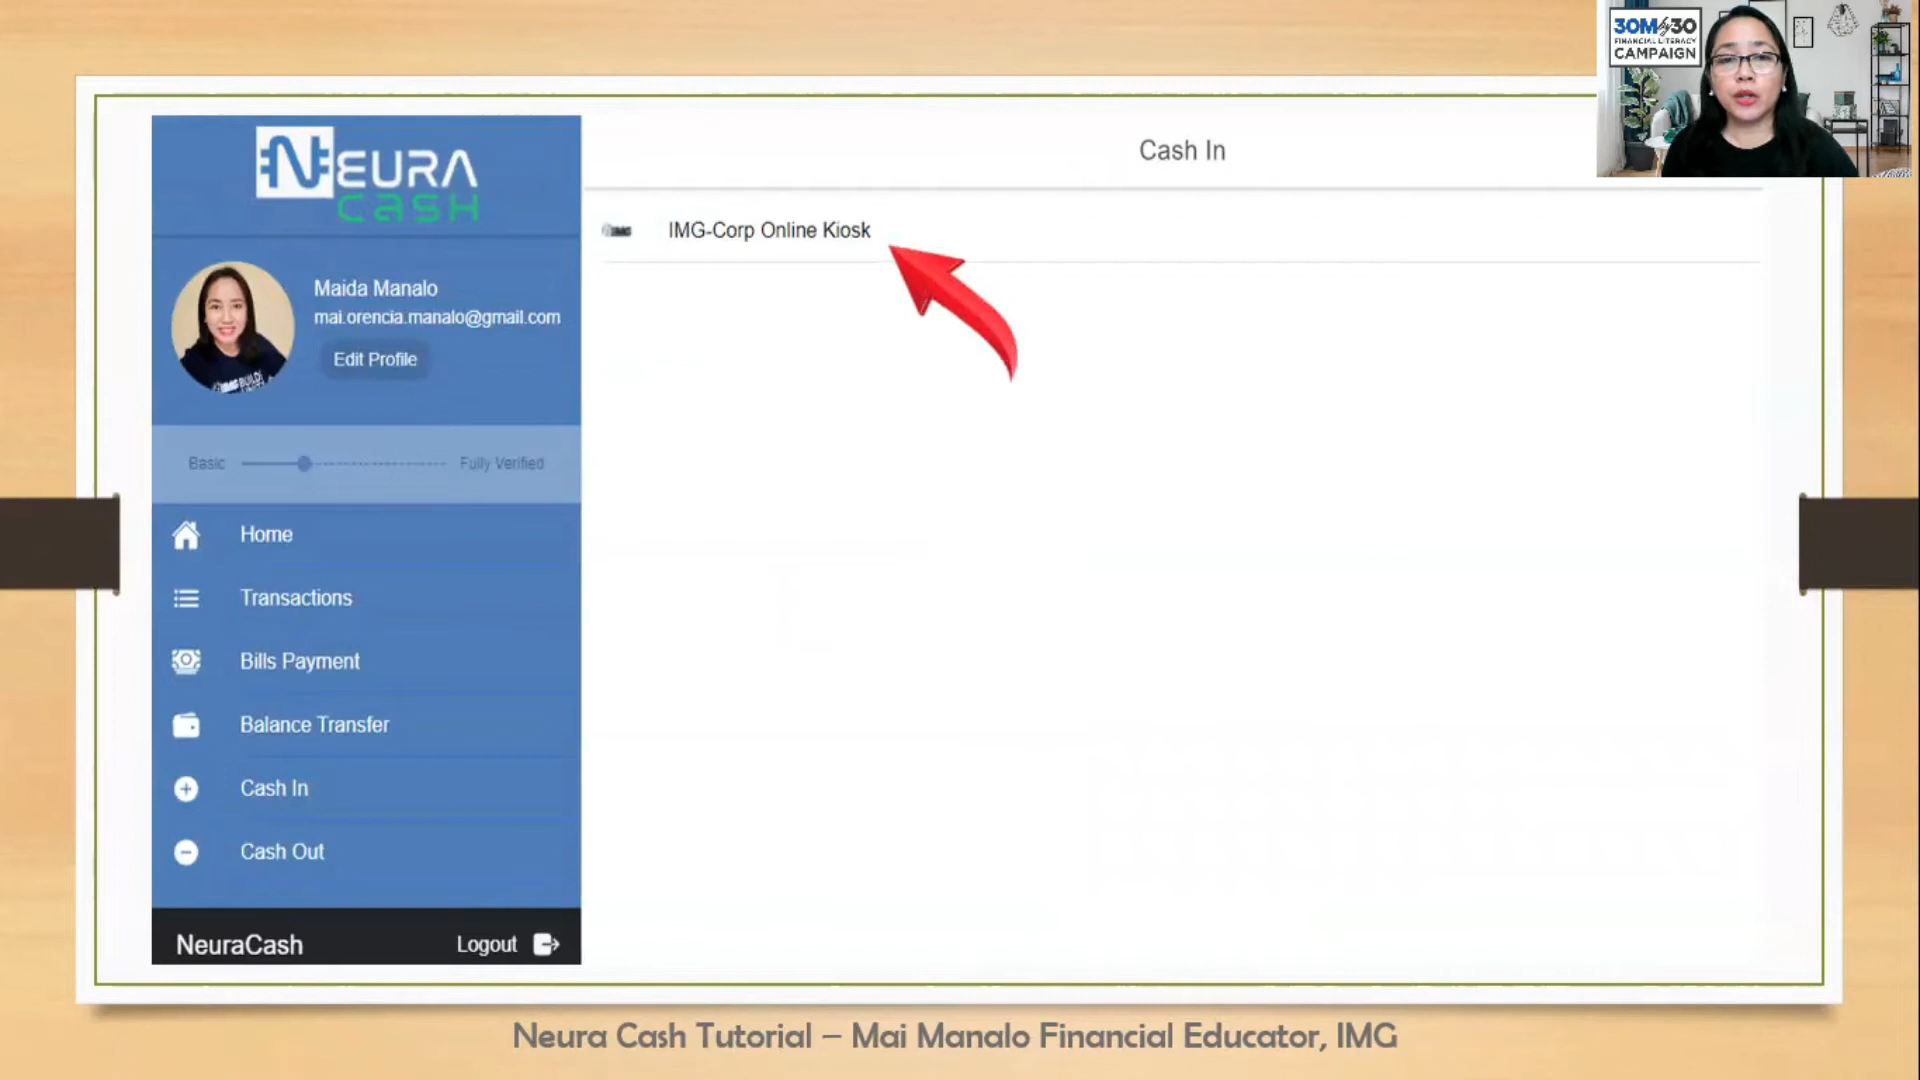 30M by 30
FINANCIAL LITERACY
CAMPAIGN
NEURA
cash
Cash In
IMG-Corp Online Kiosk
Maida Manalo
mai.orencia.manalo@gmail.com
Edit Profile
Basic
Fully Verified
Home
Transactions
Bills Payment
Balance Transfer
Cash In
Cash Out
NeuraCash
Logout
Neura Cash Tutorial – Mai Manalo Financial Educator, IMG